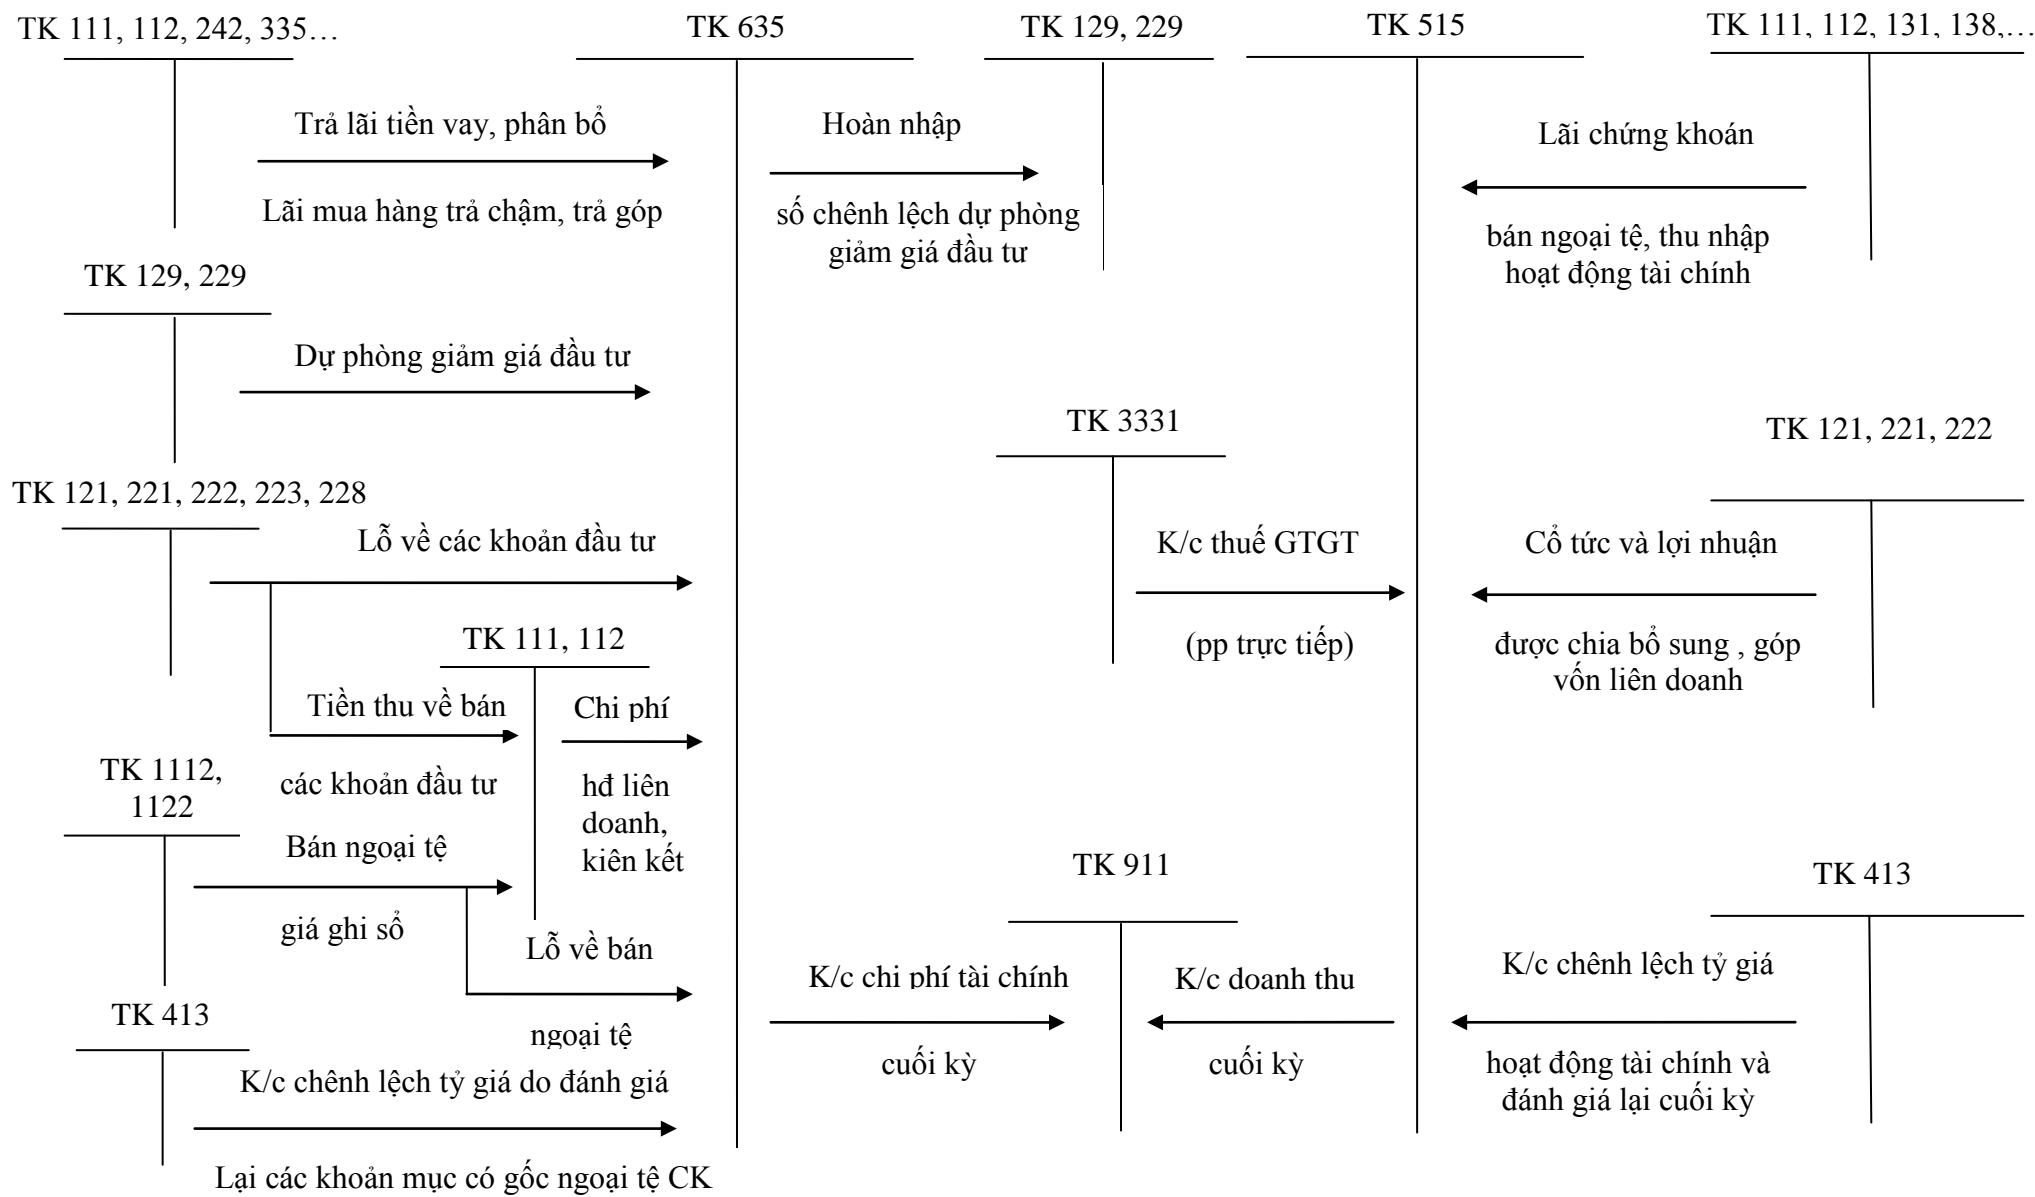 TK 111, 112, 242, 335…
TK 635
TK 129, 229
TK 515
TK 111, 112, 131, 138,…
Trả lãi tiền vay, phân bổ
Lãi mua hàng trả chậm, trả góp
Hoàn nhập
số chênh lệch dự phòng
giảm giá đầu tư
Lãi chứng khoán
bán ngoại tệ, thu nhập
hoạt động tài chính
TK 129, 229
Dự phòng giảm giá đầu tư
TK 3331
TK 121, 221, 222
TK 121, 221, 222, 223, 228
Lỗ về các khoản đầu tư
K/c thuế GTGT
(pp trực tiếp)
Cổ tức và lợi nhuận
được chia bổ sung , góp
vốn liên doanh
TK 111, 112
Tiền thu về bán
các khoản đầu tư
Chi phí
hđ liên
doanh,
kiên kết
TK 1112,
1122
Bán ngoại tệ
giá ghi sổ
Lỗ về bán
ngoại tệ
TK 911
TK 413
K/c chi phí tài chính
cuối kỳ
K/c doanh thu
cuối kỳ
K/c chênh lệch tỷ giá
hoạt động tài chính và
đánh giá lại cuối kỳ
TK 413
K/c chênh lệch tỷ giá do đánh giá
Lại các khoản mục có gốc ngoại tệ CK